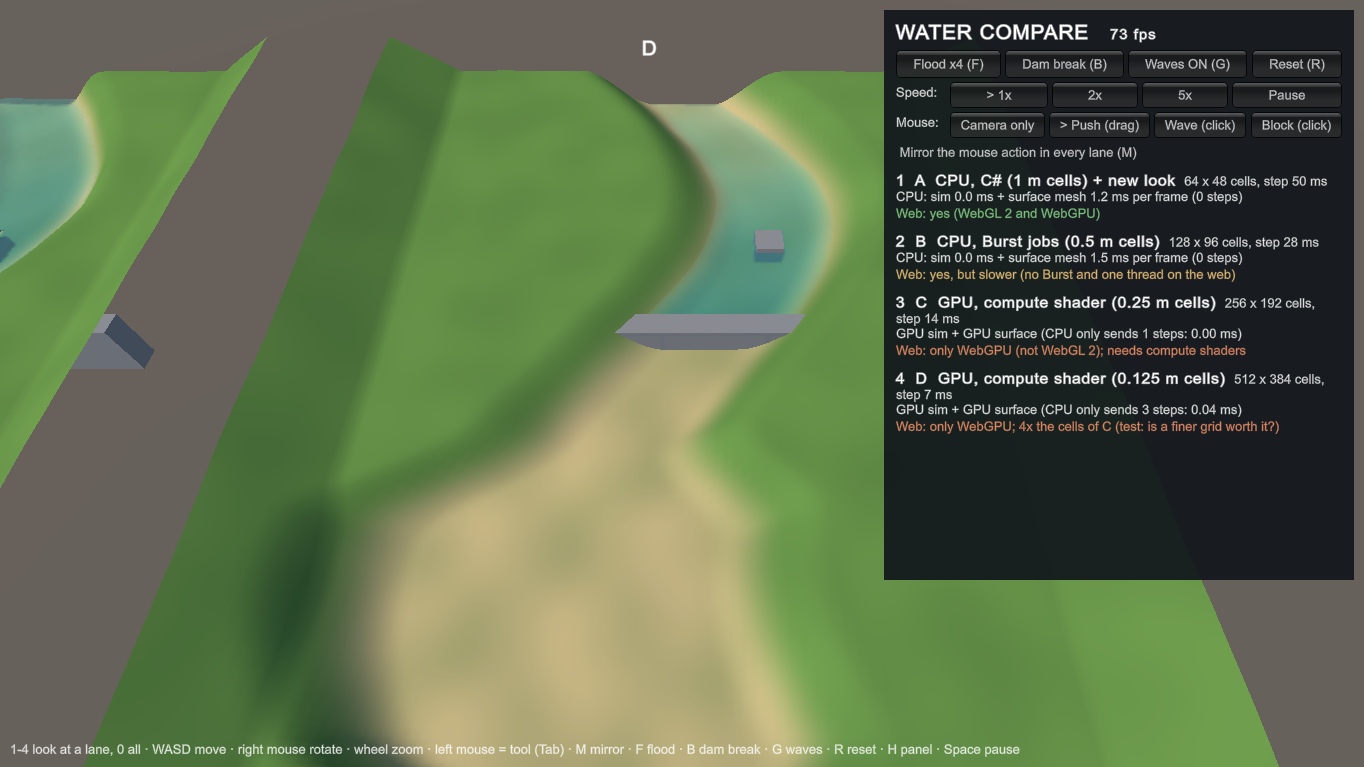 D
WATER COMPARE 73 fps
Flood x4 (F) Dam break (B) Waves ON (G) Reset (R)
Speed: > 1x 2x 5x Pause
Mouse: Camera only > Push (drag) Wave (click) Block (click)
Mirror the mouse action in every lane (M)
1 A CPU, C# (1 m cells) + new look 64 x 48 cells, step 50 ms
CPU: sim 0.0 ms + surface mesh 1.2 ms per frame (0 steps)
Web: yes (WebGL 2 and WebGPU)
2 B CPU, Burst jobs (0.5 m cells) 128 x 96 cells, step 28 ms
CPU: sim 0.0 ms + surface mesh 1.5 ms per frame (0 steps)
Web: yes, but slower (no Burst and one thread on the web)
3 C GPU, compute shader (0.25 m cells) 256 x 192 cells,
step 14 ms
GPU sim + GPU surface (CPU only sends 1 steps: 0.00 ms)
Web: only WebGPU (not WebGL 2); needs compute shaders
4 D GPU, compute shader (0.125 m cells) 512 x 384 cells,
step 7 ms
GPU sim + GPU surface (CPU only sends 3 steps: 0.04 ms)
Web: only WebGPU; 4x the cells of C (test: is a finer grid worth it?)
1-4 look at a lane, 0 all · WASD move · right mouse rotate · wheel zoom · left mouse = tool (Tab) · M mirror · F flood · B dam break · G waves · R reset · H panel · Space pause